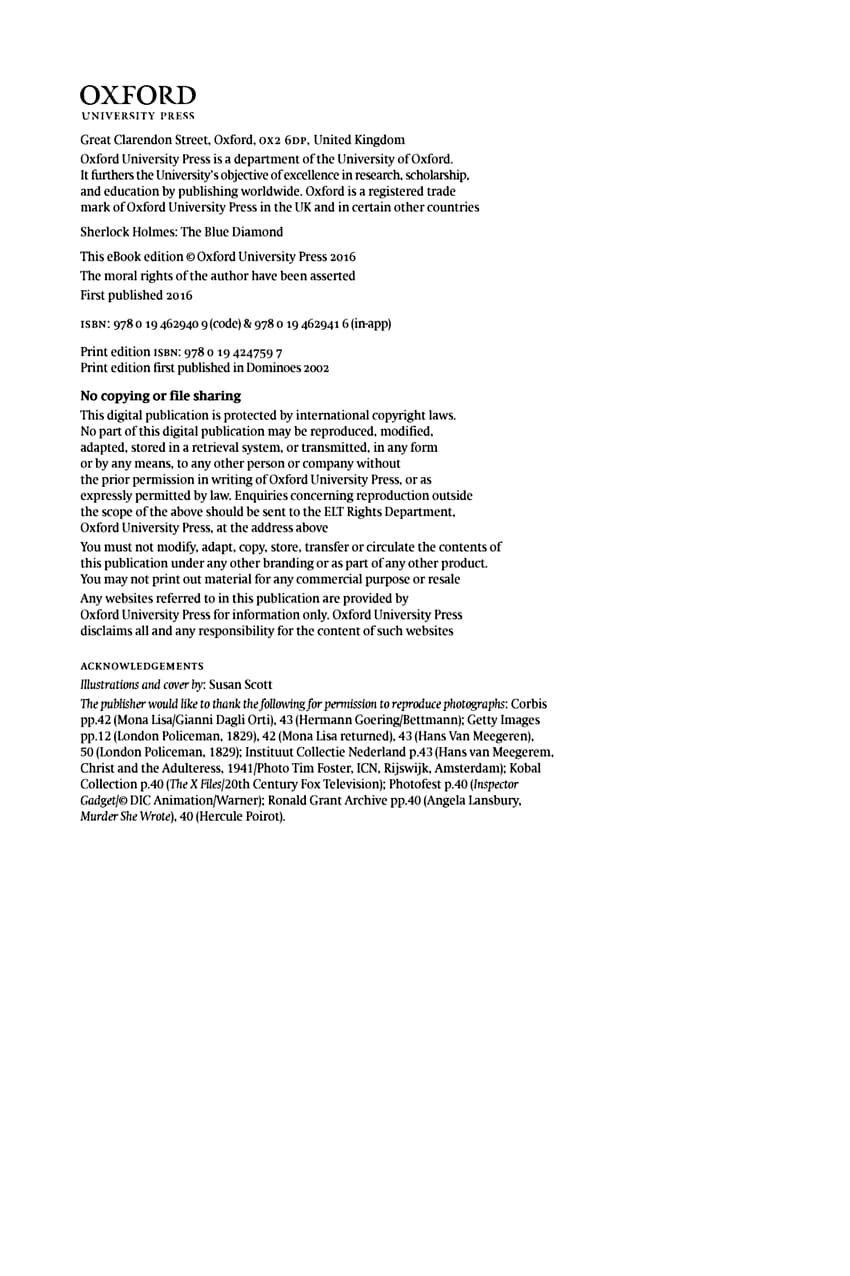 OXFORD
UNIVERSITY PRESS
Great Clarendon Street, Oxford, OX2 6DP, United Kingdom
Oxford University Press is a department of the University of Oxford.
It furthers the University's objective of excellence in research, scholarship,
and education by publishing worldwide. Oxford is a registered trade
mark of Oxford University Press in the UK and in certain other countries
Sherlock Holmes: The Blue Diamond
This eBook edition © Oxford University Press 2016
The moral rights of the author have been asserted
First published 2016
ISBN: 978 0 19 462940 9 (code) & 978 0 19 462941 6 (in-app)
Print edition ISBN: 978 0 19 424759 7
Print edition first published in Dominoes 2002
No copying or file sharing
This digital publication is protected by international copyright laws.
No part of this digital publication may be reproduced, modified,
adapted, stored in a retrieval system, or transmitted, in any form
or by any means, to any other person or company without
the prior permission in writing of Oxford University Press, or as
expressly permitted by law. Enquiries concerning reproduction outside
the scope of the above should be sent to the ELT Rights Department,
Oxford University Press, at the address above
You must not modify, adapt, copy, store, transfer or circulate the contents of
this publication under any other branding or as part of any other product.
You may not print out material for any commercial purpose or resale
Any websites referred to in this publication are provided by
Oxford University Press for information only. Oxford University Press
disclaims all and any responsibility for the content of such websites
ACKNOWLEDGEMENTS
Illustrations and cover by: Susan Scott
The publisher would like to thank the following for permission to reproduce photographs: Corbis
pp.42 (Mona Lisa/Gianni Dagli Orti), 43 (Hermann Goering/Bettmann); Getty Images
pp.12 (London Policeman, 1829), 42 (Mona Lisa returned), 43 (Hans Van Meegeren),
50 (London Policeman, 1829); Instituut Collectie Nederland p.43 (Hans van Meegerem,
Christ and the Adulteress, 1941/Photo Tim Foster, ICN, Rijswijk, Amsterdam); Kobal
Collection p.40 (The X Files/20th Century Fox Television); Photofest p.40 (Inspector
Gadget/© DIC Animation/Warner); Ronald Grant Archive pp.40 (Angela Lansbury,
Murder She Wrote), 40 (Hercule Poirot).